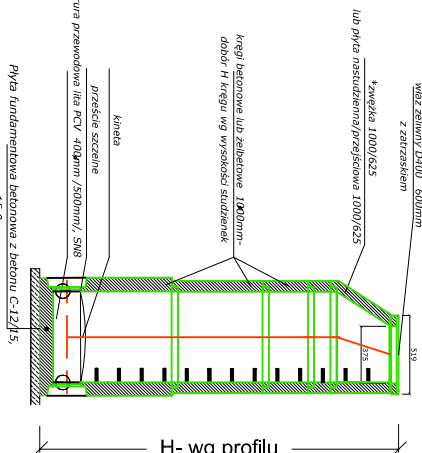 właz żeliwny D400 600mm
z zatrzaskiem
*zwężka 1000/625
lub płyta nastudzienna/przejściowa 1000/625
kręgi betonowe lub żelbetowe 1000mm-
dobór H kręgu wg wysokości studzienek
kineta
przeście szczelne
rura przewodowa lita PCV 400mm /500mm/, SN8
Płyta fundamentowa betonowa z betonu C-12/15,
519
375
H- wg profilu